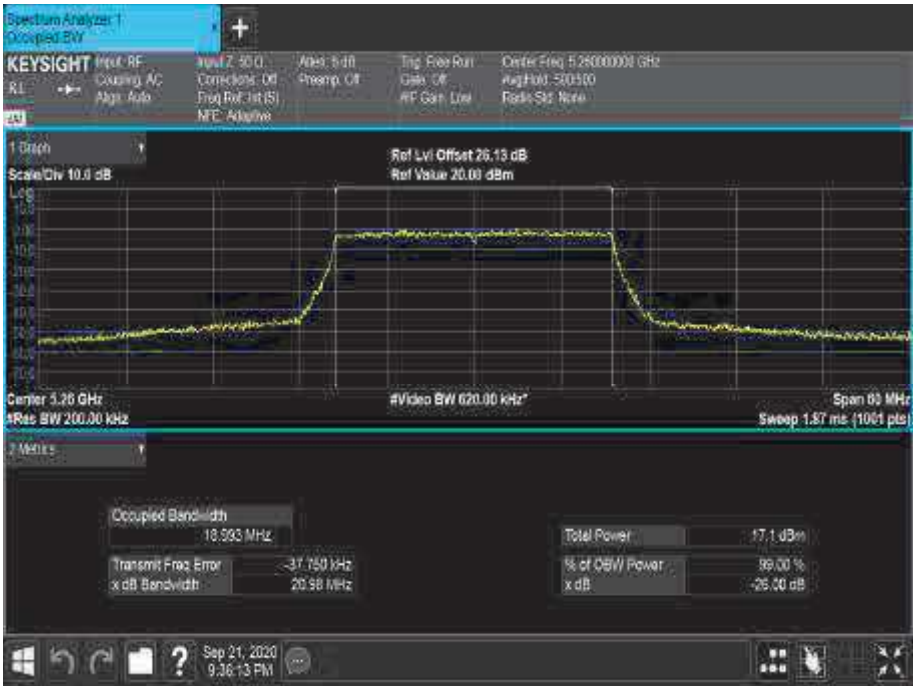 Spectrum Analyzer 1
Occupied BW
+
KEYSIGHT Input: RF
Coupling: AC
Align: Auto
Input Z: 50 Ω
Corrections: Off
Freq Ref: Int (S)
NFE: Adaptive
Atten: 6 dB
Preamp: Off
Trig: Free Run
Gate: Off
#IF Gain: Low
Center Freq: 5.260000000 GHz
Avg|Hold: 500/500
Radio Std: None
1 Graph
Scale/Div 10.0 dB
Ref Lvl Offset 26.13 dB
Ref Value 20.00 dBm
Log
Center 5.26 GHz
#Res BW 200.00 kHz
#Video BW 620.00 kHz*
Span 60 MHz
Sweep 1.87 ms (1001 pts)
2 Metrics
Occupied Bandwidth
18.993 MHz
Transmit Freq Error -37.750 kHz
x dB Bandwidth 20.98 MHz
Total Power 17.1 dBm
% of OBW Power 99.00 %
x dB -26.00 dB
?
Sep 21, 2020
9:36:13 PM